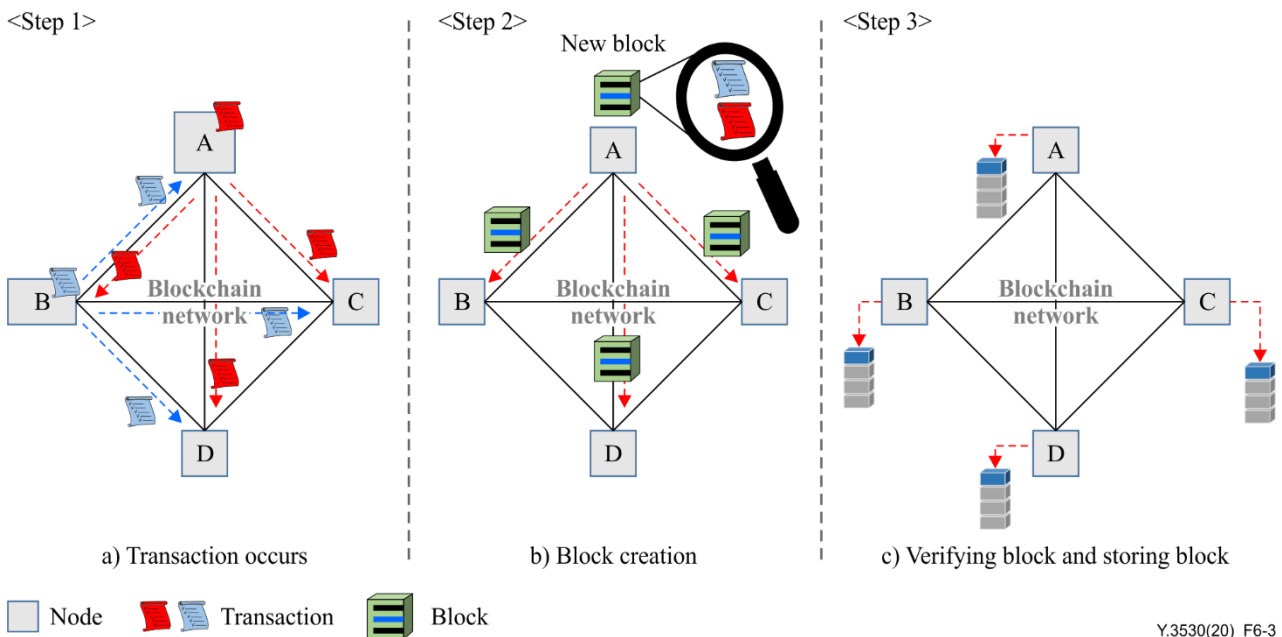 <Step 1>
<Step 2>
<Step 3>
New block
A
B
C
D
Blockchain
network
A
B
C
D
Blockchain
network
A
B
C
D
Blockchain
network
a) Transaction occurs
b) Block creation
c) Verifying block and storing block
Node
Transaction
Block
Y.3530(20)_F6-3